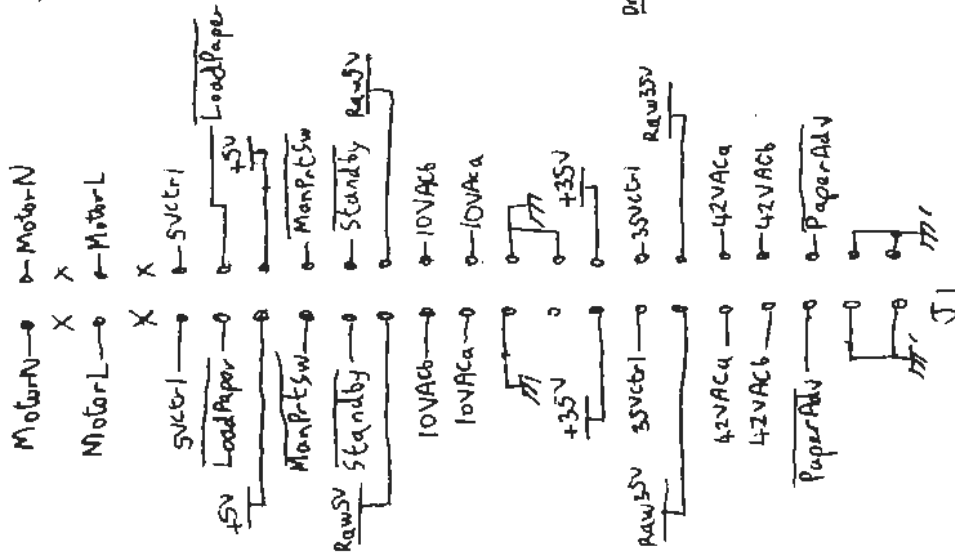 MotorN MotorN
X X
MotorL MotorL
X X
5VCtrl 5VCtrl
LoadPaper LoadPaper
+5V +5V
ManPrtSw ManPrtSw
Standby Standby
Raw5V Raw5V
10VACb 10VACb
10VACa 10VACa
+35V +35V
35VCtrl 35VCtrl
Raw35V Raw35V
42VACa 42VACa
42VACb 42VACb
PaperAdv PaperAdv
J1